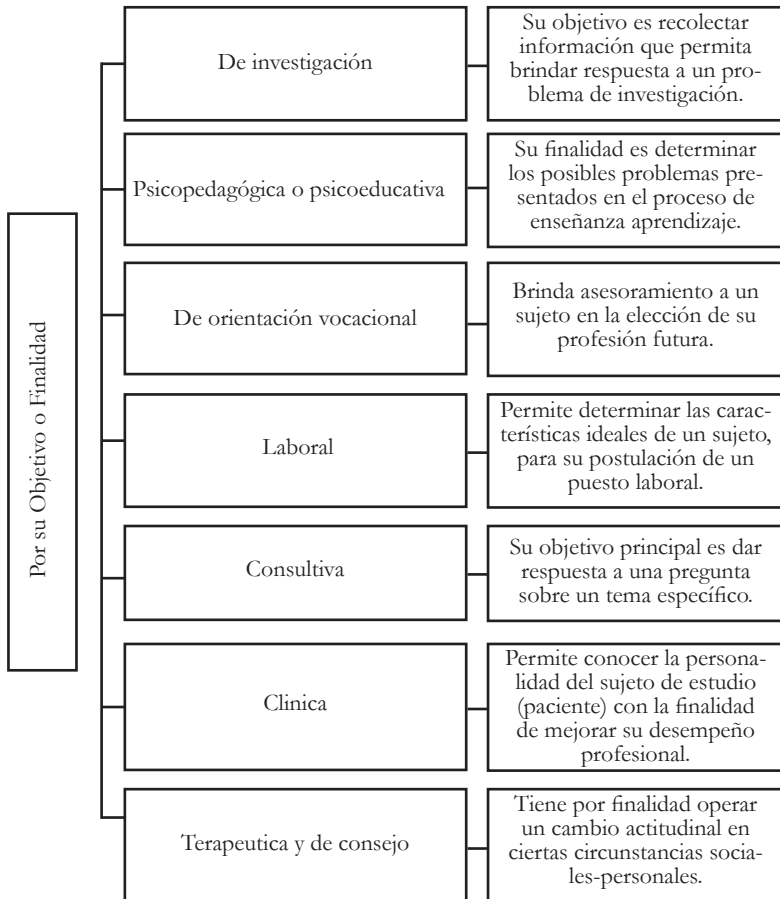 Por su Objetivo o Finalidad
De investigación
Su objetivo es recolectar
información que permita
brindar respuesta a un pro-
blema de investigación.
Psicopedagógica o psicoeducativa
Su finalidad es determinar
los posibles problemas pre-
sentados en el proceso de
enseñanza aprendizaje.
De orientación vocacional
Brinda asesoramiento a un
sujeto en la elección de su
profesión futura.
Laboral
Permite determinar las carac-
terísticas ideales de un sujeto,
para su postulación de un
puesto laboral.
Consultiva
Su objetivo principal es dar
respuesta a una pregunta
sobre un tema específico.
Clinica
Permite conocer la persona-
lidad del sujeto de estudio
(paciente) con la finalidad
de mejorar su desempeño
profesional.
Terapeutica y de consejo
Tiene por finalidad operar
un cambio actitudinal en
ciertas circunstancias socia-
les-personales.